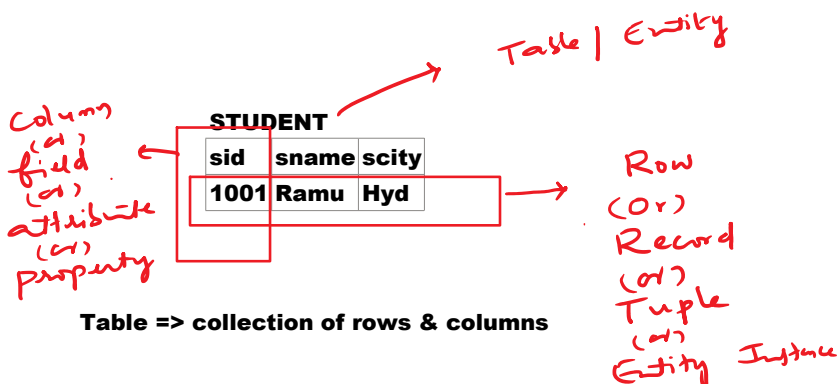 Table | Entity
STUDENT
sid sname scity
1001 Ramu Hyd
Column
(or)
field
(or)
attribute
(or)
property
Row
(Or)
Record
(or)
Tuple
(or)
Entity Instance
Table => collection of rows & columns